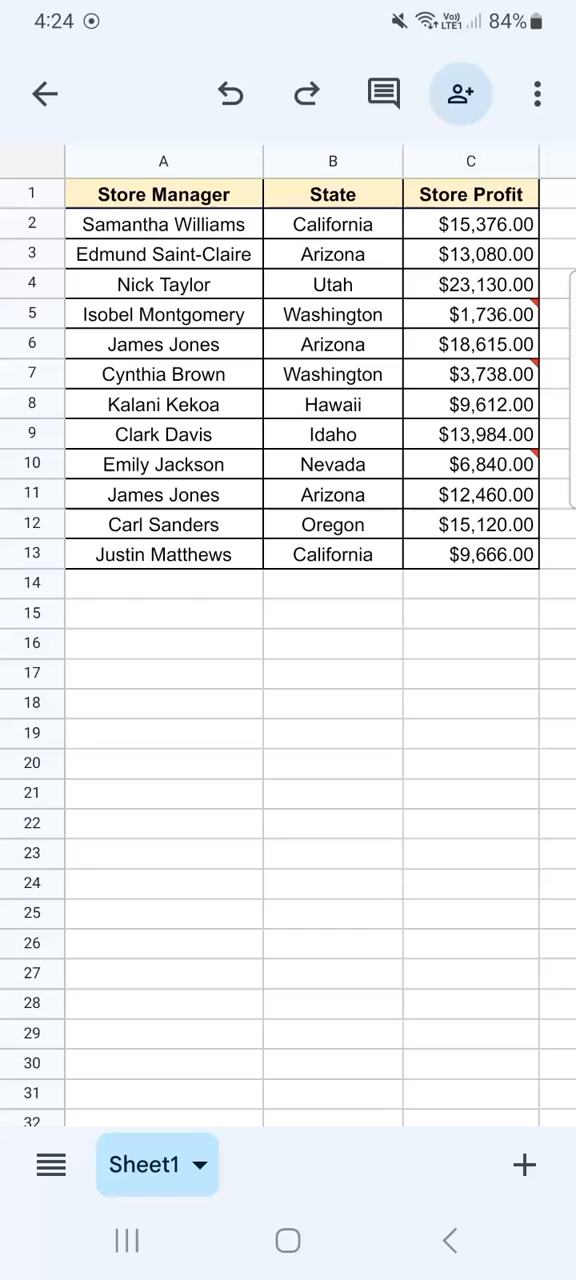 4:24 Vo) LTE1 84%
A B C
1 Store Manager State Store Profit
2 Samantha Williams California $15,376.00
3 Edmund Saint-Claire Arizona $13,080.00
4 Nick Taylor Utah $23,130.00
5 Isobel Montgomery Washington $1,736.00
6 James Jones Arizona $18,615.00
7 Cynthia Brown Washington $3,738.00
8 Kalani Kekoa Hawaii $9,612.00
9 Clark Davis Idaho $13,984.00
10 Emily Jackson Nevada $6,840.00
11 James Jones Arizona $12,460.00
12 Carl Sanders Oregon $15,120.00
13 Justin Matthews California $9,666.00
14
15
16
17
18
19
20
21
22
23
24
25
26
27
28
29
30
31
32
Sheet1